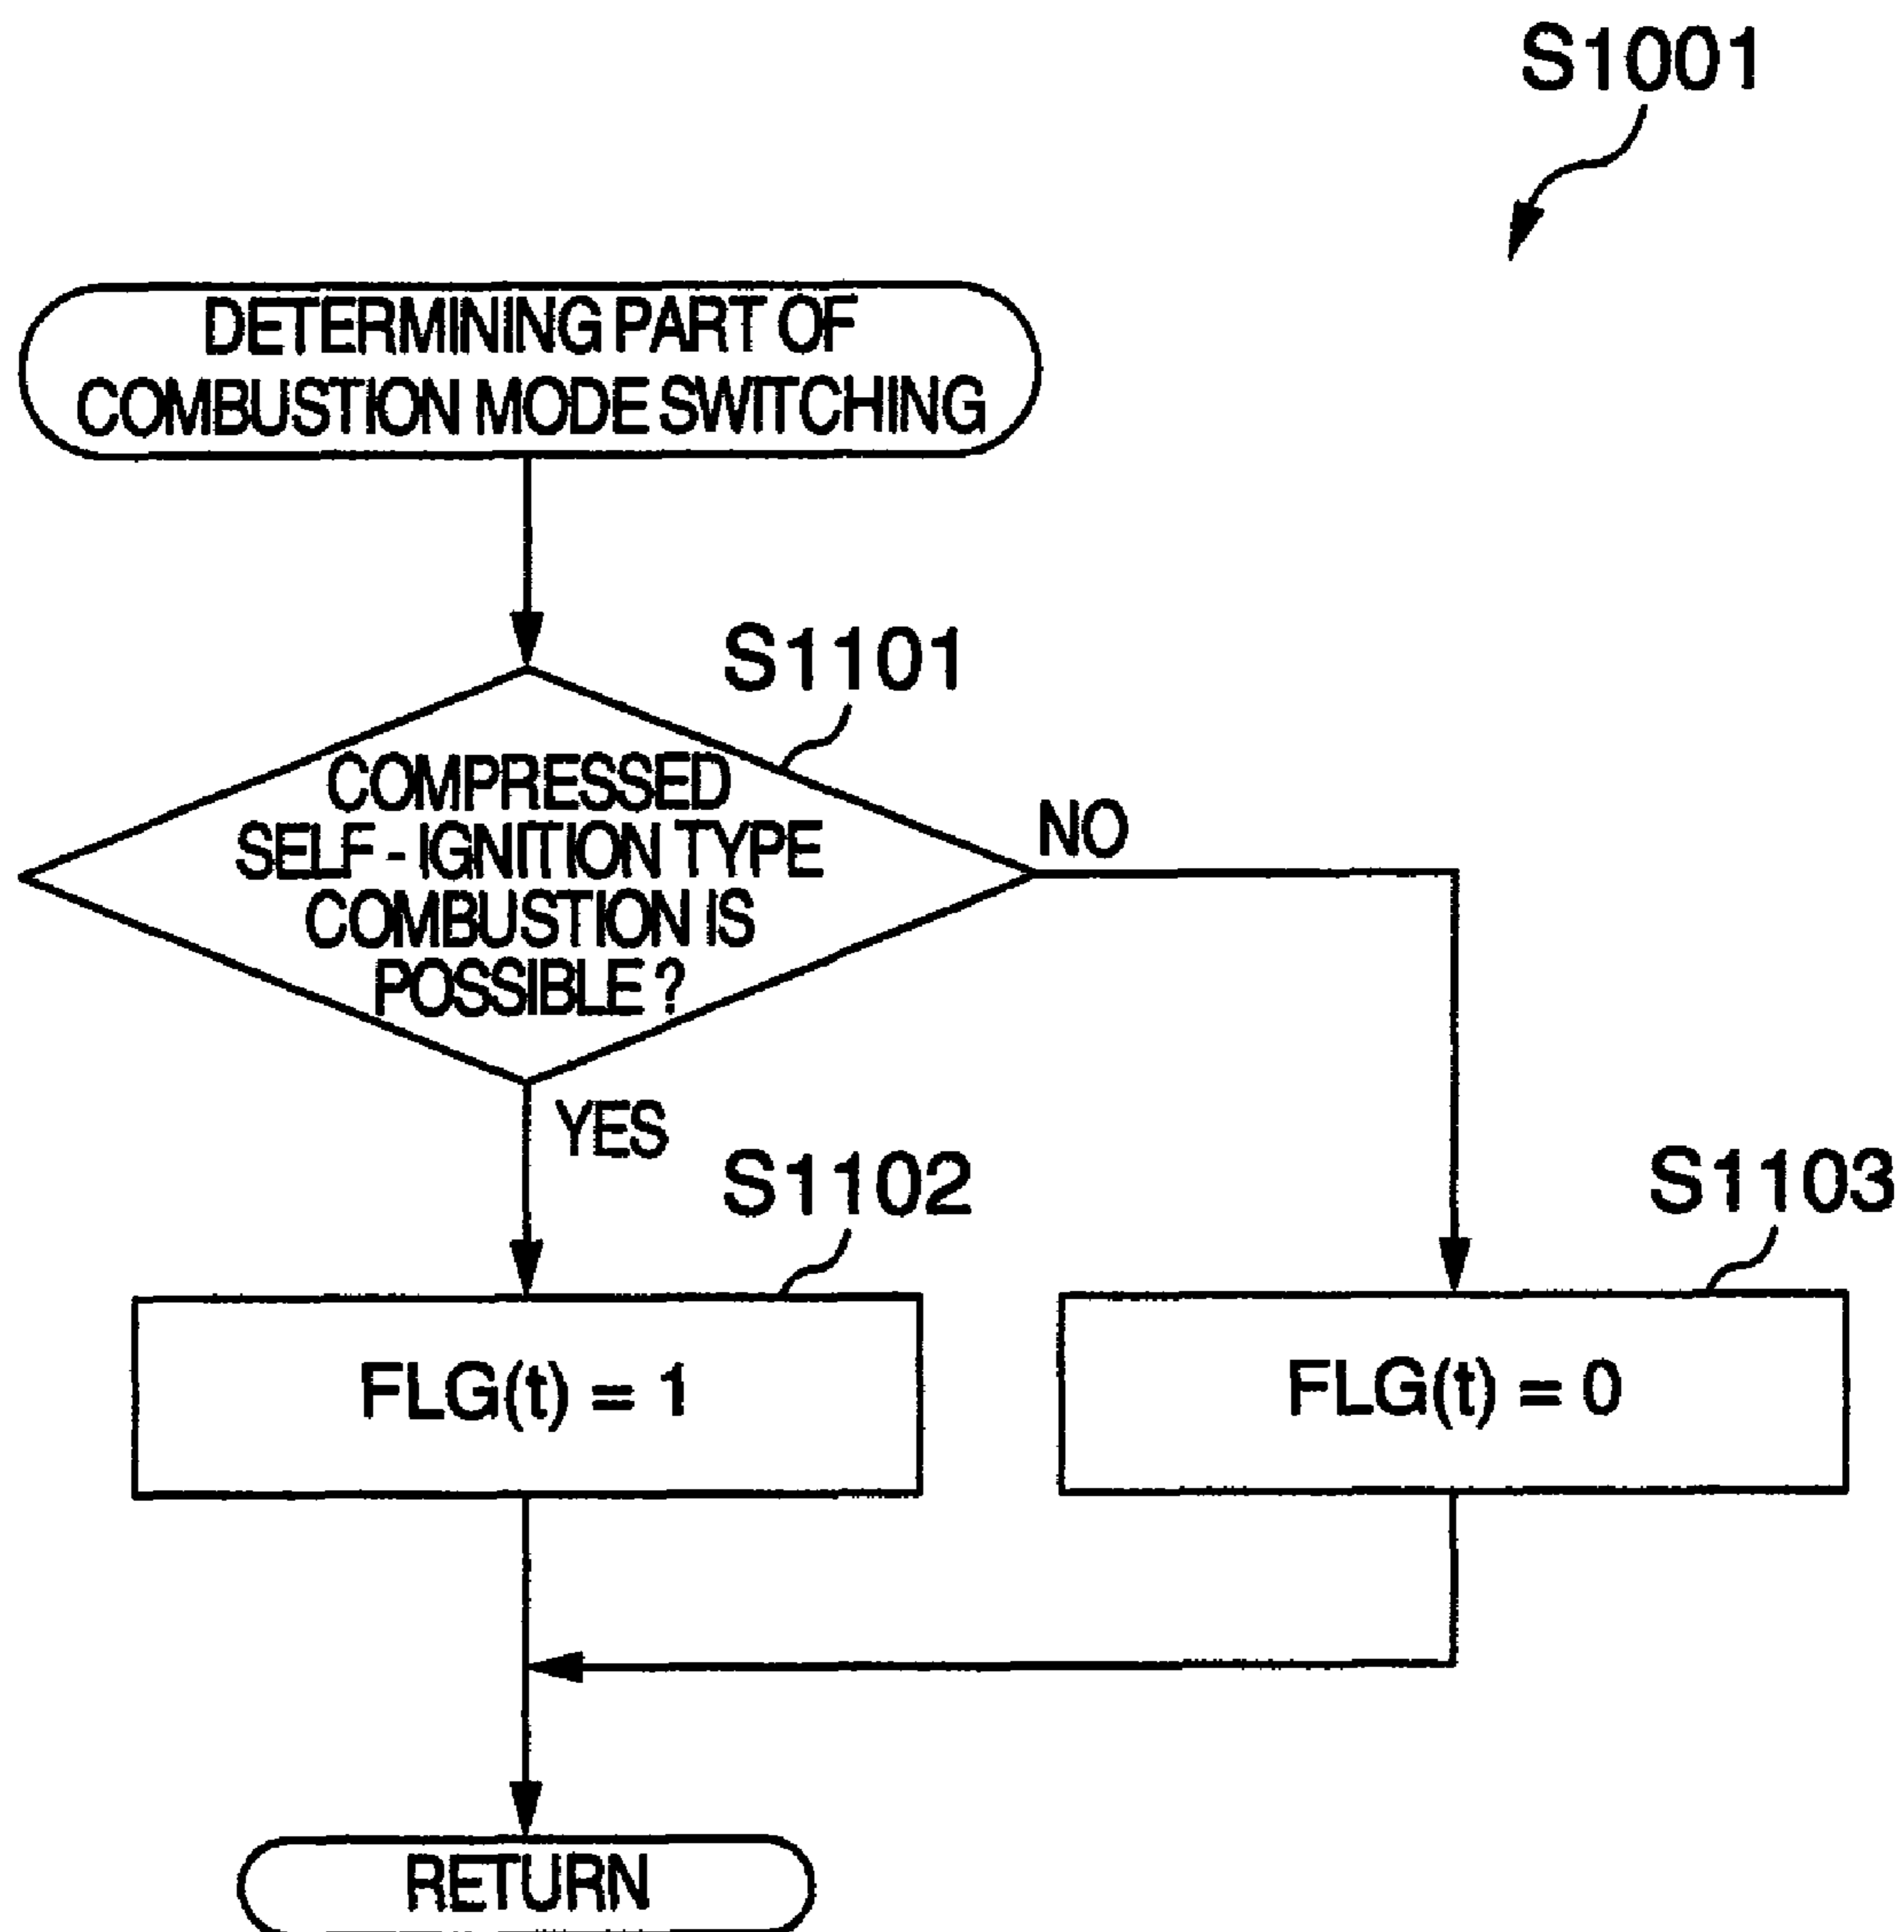 S1001
DETERMINING PART OF
COMBUSTION MODE SWITCHING
S1101
COMPRESSED
SELF - IGNITION TYPE
COMBUSTION IS
POSSIBLE ?
NO
YES
S1102
S1103
FLG(t) = 1
FLG(t) = 0
RETURN